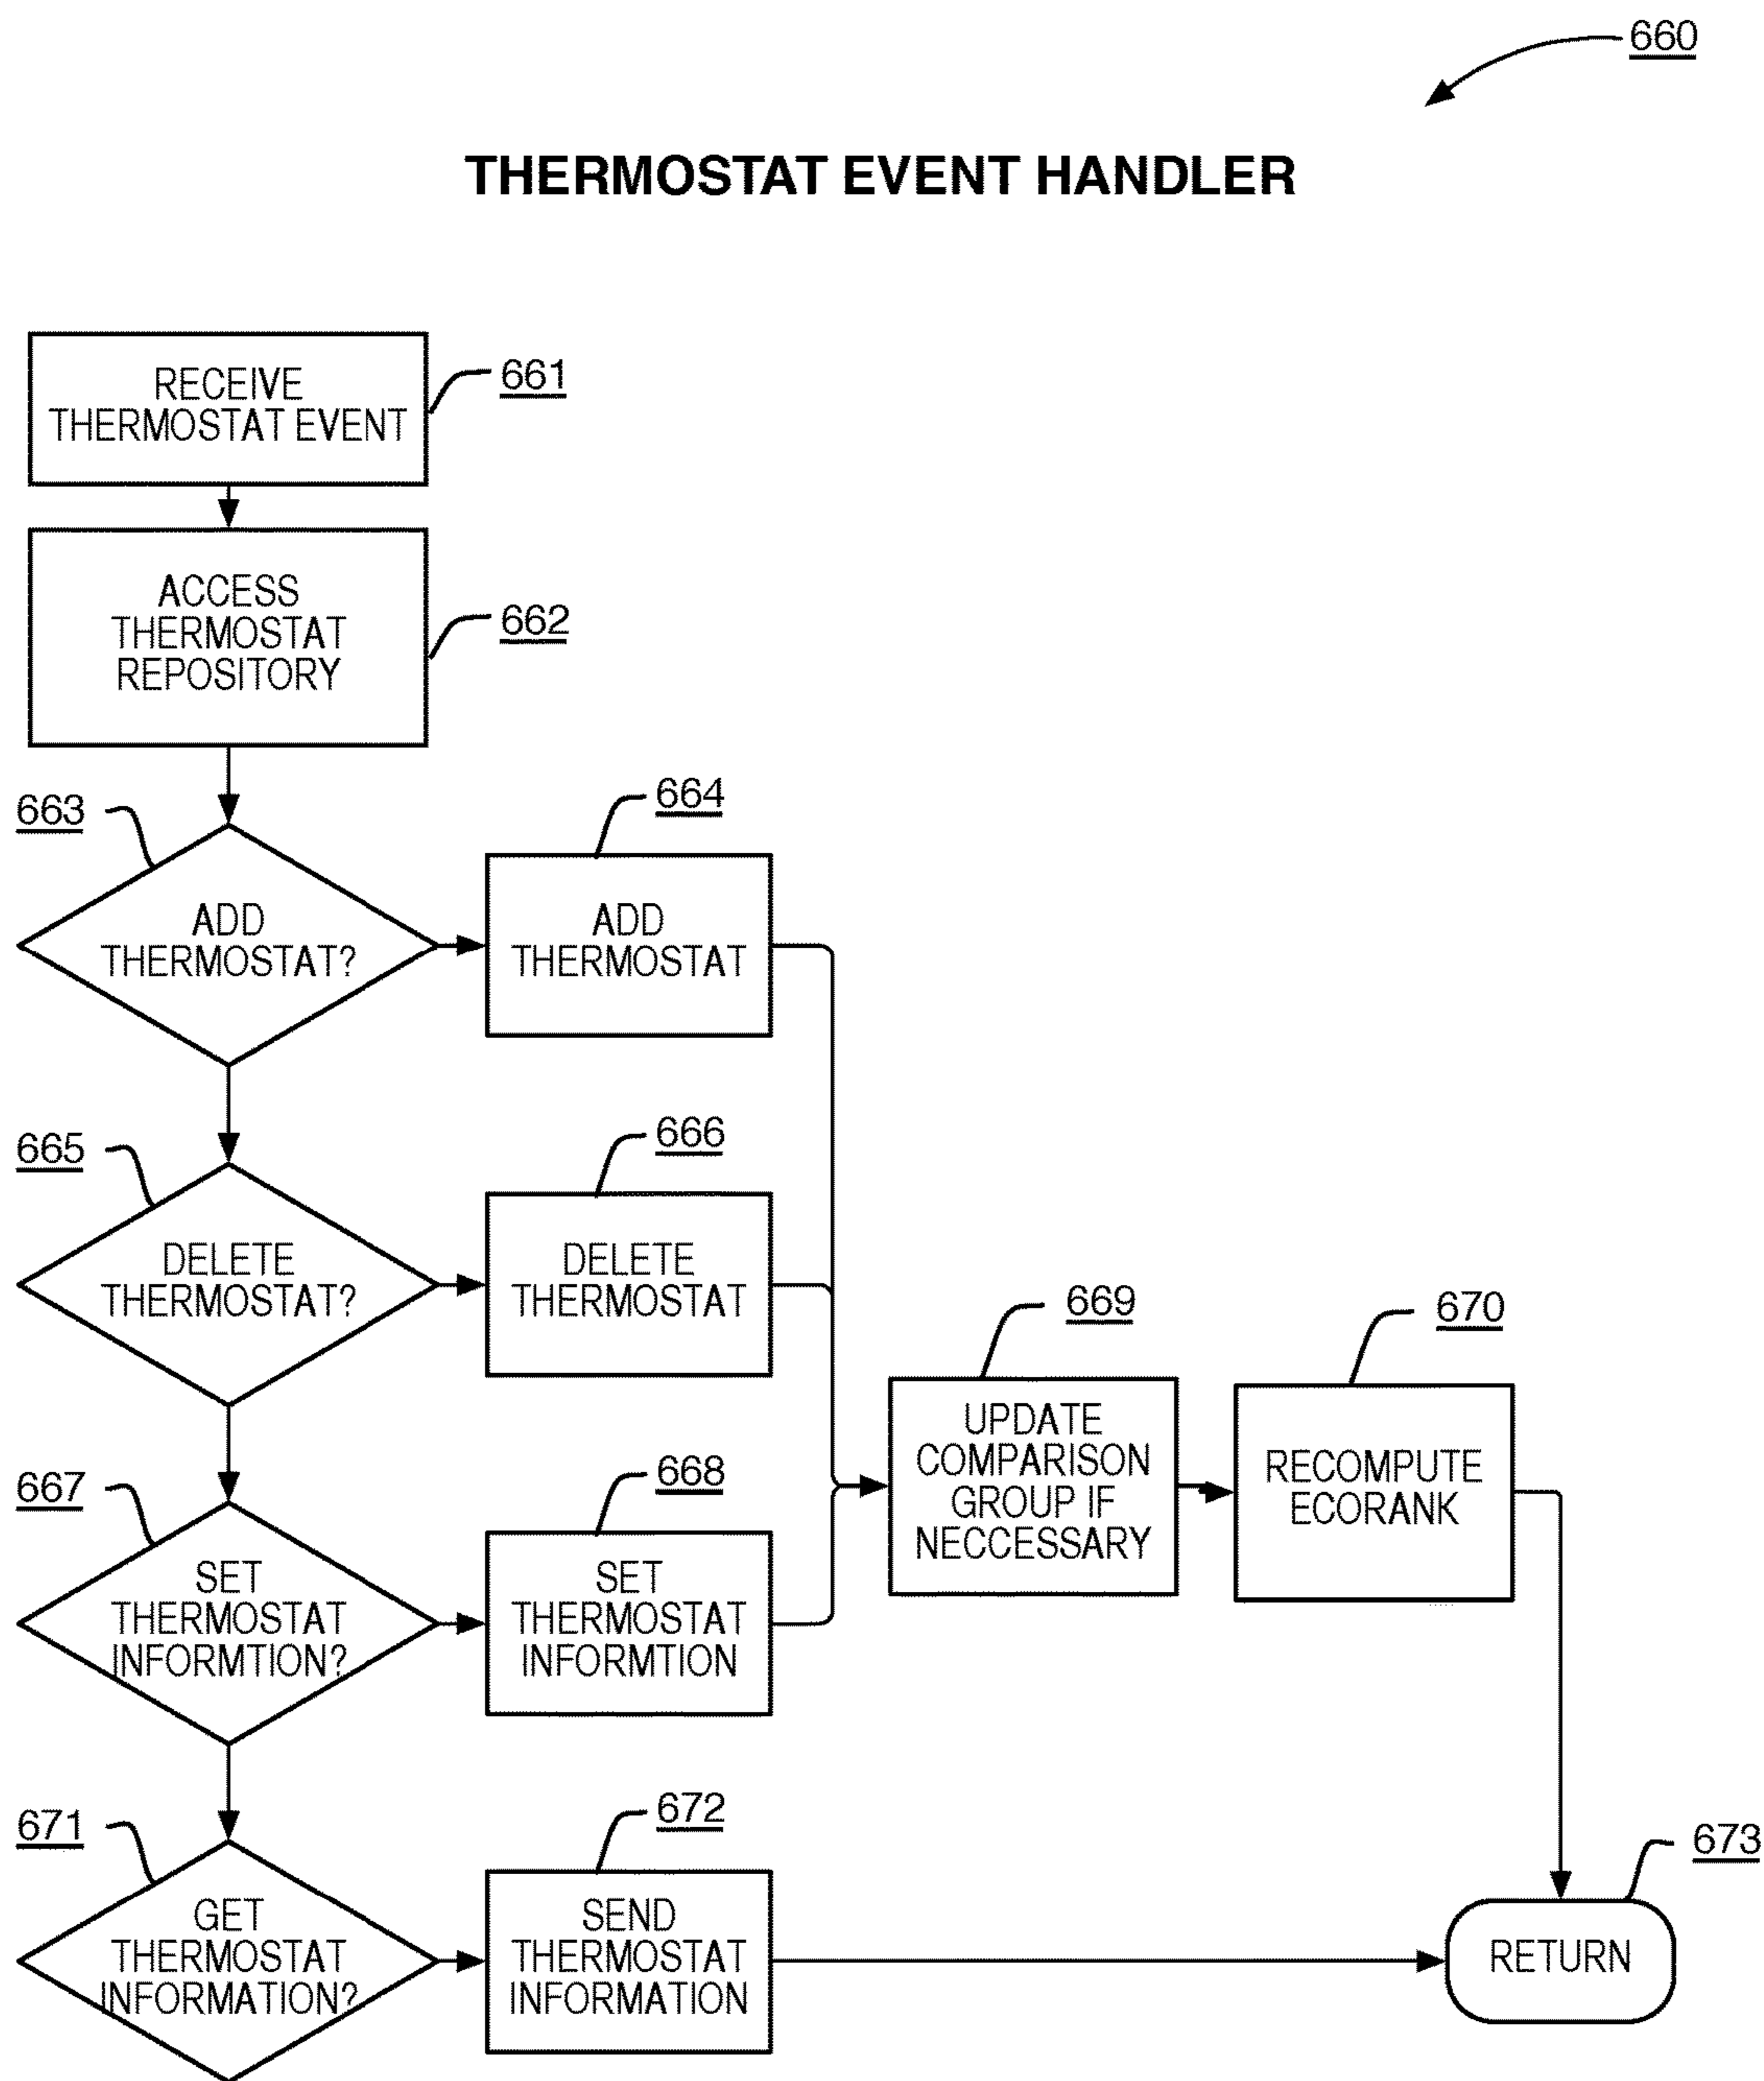 660
THERMOSTAT EVENT HANDLER
RECEIVE
THERMOSTAT EVENT
661
ACCESS
THERMOSTAT
REPOSITORY
662
663
ADD
THERMOSTAT?
664
ADD
THERMOSTAT
665
DELETE
THERMOSTAT?
666
DELETE
THERMOSTAT
667
SET
THERMOSTAT
INFORMTION?
668
SET
THERMOSTAT
INFORMTION
669
UPDATE
COMPARISON
GROUP IF
NECCESSARY
670
RECOMPUTE
ECORANK
671
GET
THERMOSTAT
INFORMATION?
672
SEND
THERMOSTAT
INFORMATION
673
RETURN